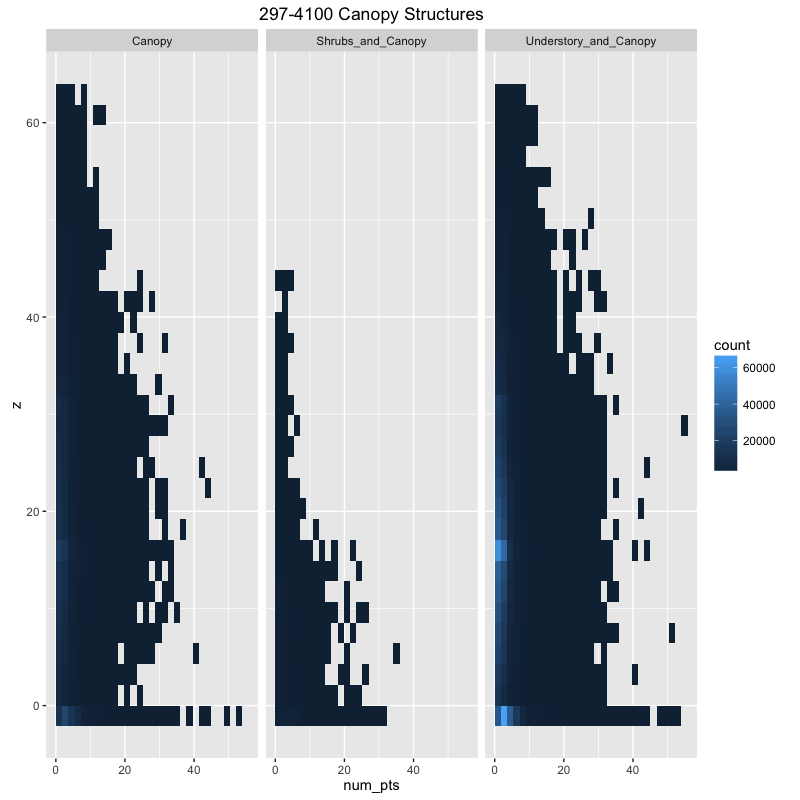 297-4100 Canopy Structures
Canopy Shrubs_and_Canopy Understory_and_Canopy
60
40
20
0
z
0 20 40 0 20 40 0 20 40
num_pts
count
60000
40000
20000